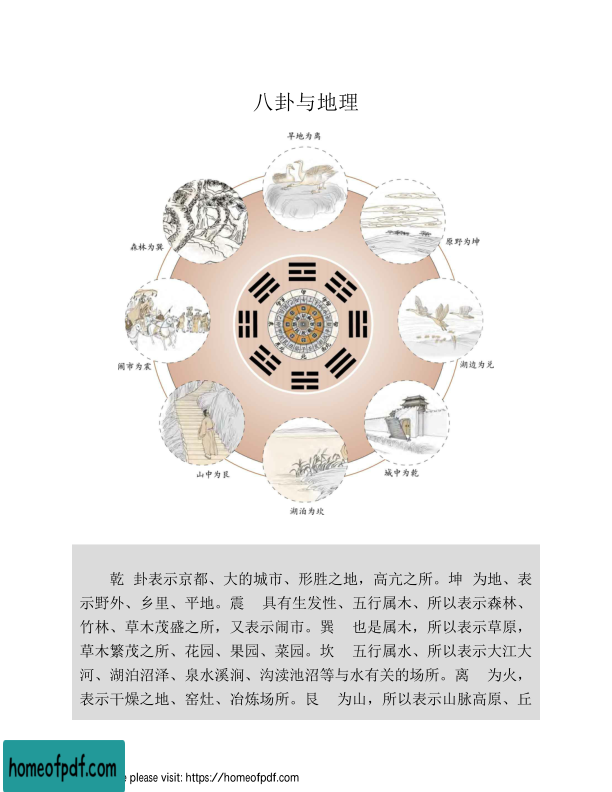 八卦与地理
旱地为离
森林为巽
原野为坤
闹市为震
湖边为兑
山中为艮
城中为乾
湖泊为坎
乾 卦表示京都、大的城市、形胜之地，高亢之所。坤 为地、表
示野外、乡里、平地。震 具有生发性、五行属木、所以表示森林、
竹林、草木茂盛之所，又表示闹市。巽 也是属木，所以表示草原，
草木繁茂之所、花园、果园、菜园。坎 五行属水、所以表示大江大
河、湖泊沼泽、泉水溪涧、沟渎池沼等与水有关的场所。离 为火，
表示干燥之地、窑灶、冶炼场所。艮 为山，所以表示山脉高原、丘
homeofpdf.com
e please visit: https://homeofpdf.com